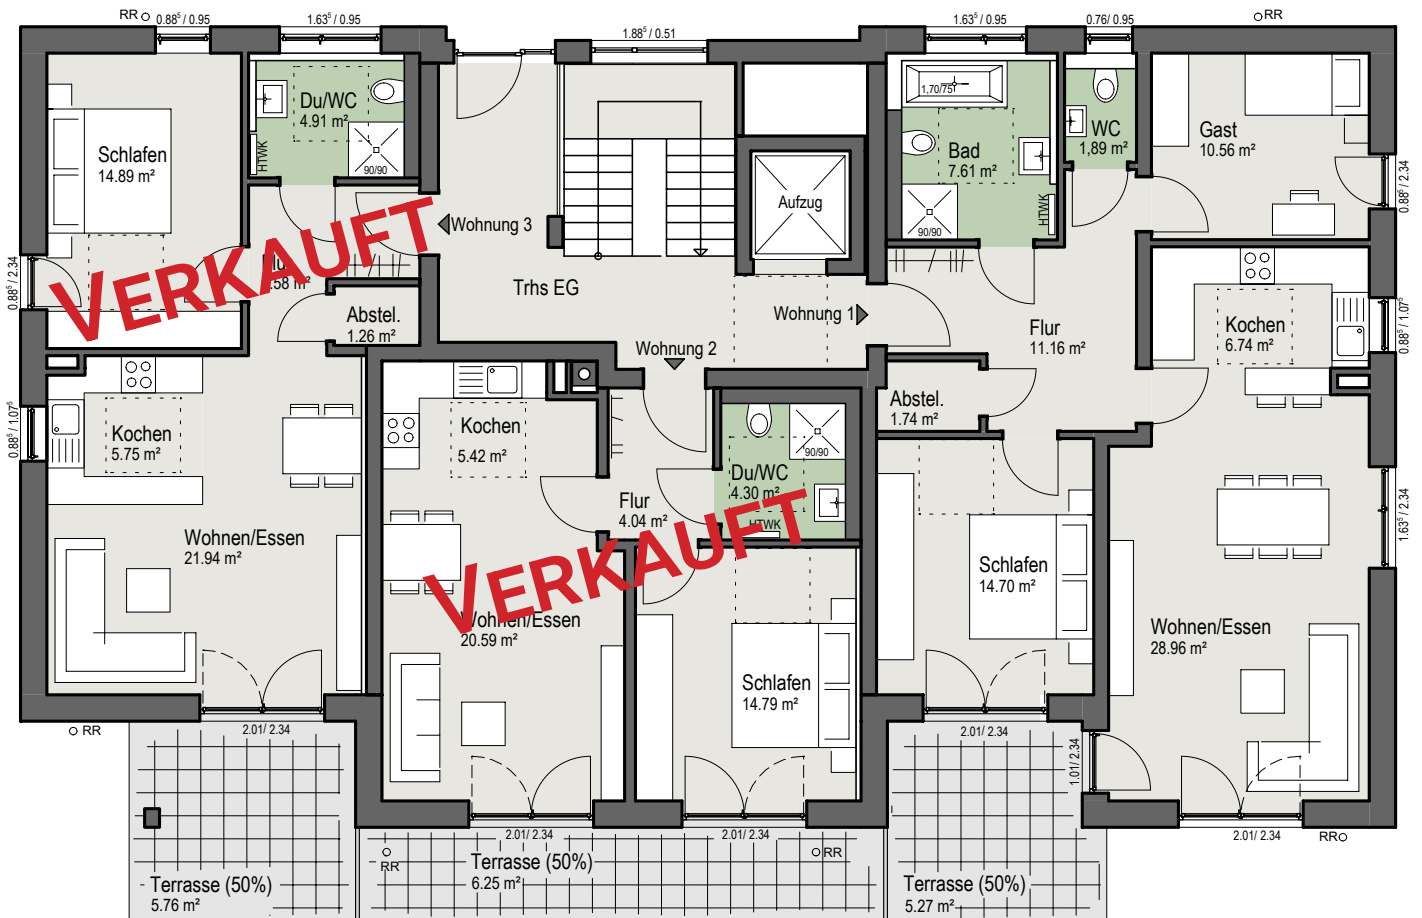 RR
0.88⁵ / 0.95
1.63⁵ / 0.95
1.88⁵ / 0.51
1.63⁵ / 0.95
0.76/ 0.95
RR
Du/WC
4.91 m²
HTWK
90/90
Schlafen
14.89 m²
1,70/75
Bad
7.61 m²
HTWK
90/90
WC
1,89 m²
Gast
10.56 m²
0.88⁵ / 2.34
Aufzug
Wohnung 3
0.88⁵ / 2.34
.58 m²
VERKAUFT
Trhs EG
Wohnung 1
Wohnung 2
Abstel.
1.26 m²
Flur
11.16 m²
Kochen
6.74 m²
0.88⁵ / 1.07⁵
0.88⁵ / 1.07⁵
Kochen
5.75 m²
Kochen
5.42 m²
Abstel.
1.74 m²
90/90
Du/WC
4.30 m²
HTWK
Flur
4.04 m²
VERKAUFT
Wohnen/Essen
21.94 m²
Wohnen/Essen
20.59 m²
Schlafen
14.70 m²
1.63⁵ / 2.34
Wohnen/Essen
28.96 m²
Schlafen
14.79 m²
RR
2.01/ 2.34
2.01/ 2.34
1.01/ 2.34
2.01/ 2.34
2.01/ 2.34
2.01/ 2.34
RR
RR
RR
Terrasse (50%)
5.76 m²
Terrasse (50%)
6.25 m²
Terrasse (50%)
5.27 m²